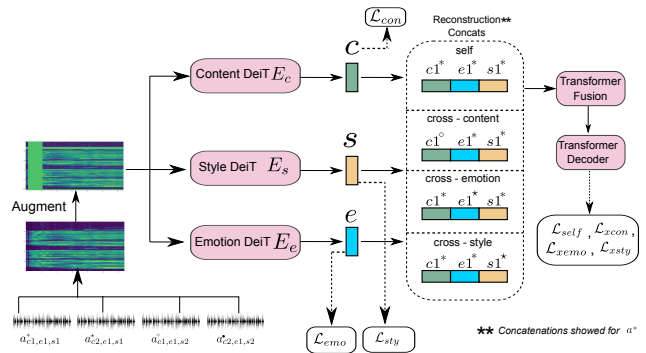 Reconstruction**
Concats
𝓛con
c
self
Content DeiT Ec
c1* e1* s1*
Transformer
Fusion
cross - content
c1° e1* s1*
s
Transformer
Decoder
Style DeiT Es
cross - emotion
c1* e1⋆ s1*
Augment
e
Emotion DeiT Ee
cross - style
c1* e1* s1⋆
𝓛self , 𝓛xcon ,
𝓛xemo , 𝓛xsty
a*c1,e1,s1 a⋆c2,e1,s1 a°c1,e1,s2 a⋆c2,e1,s2
𝓛emo
𝓛sty
** Concatenations showed for a*